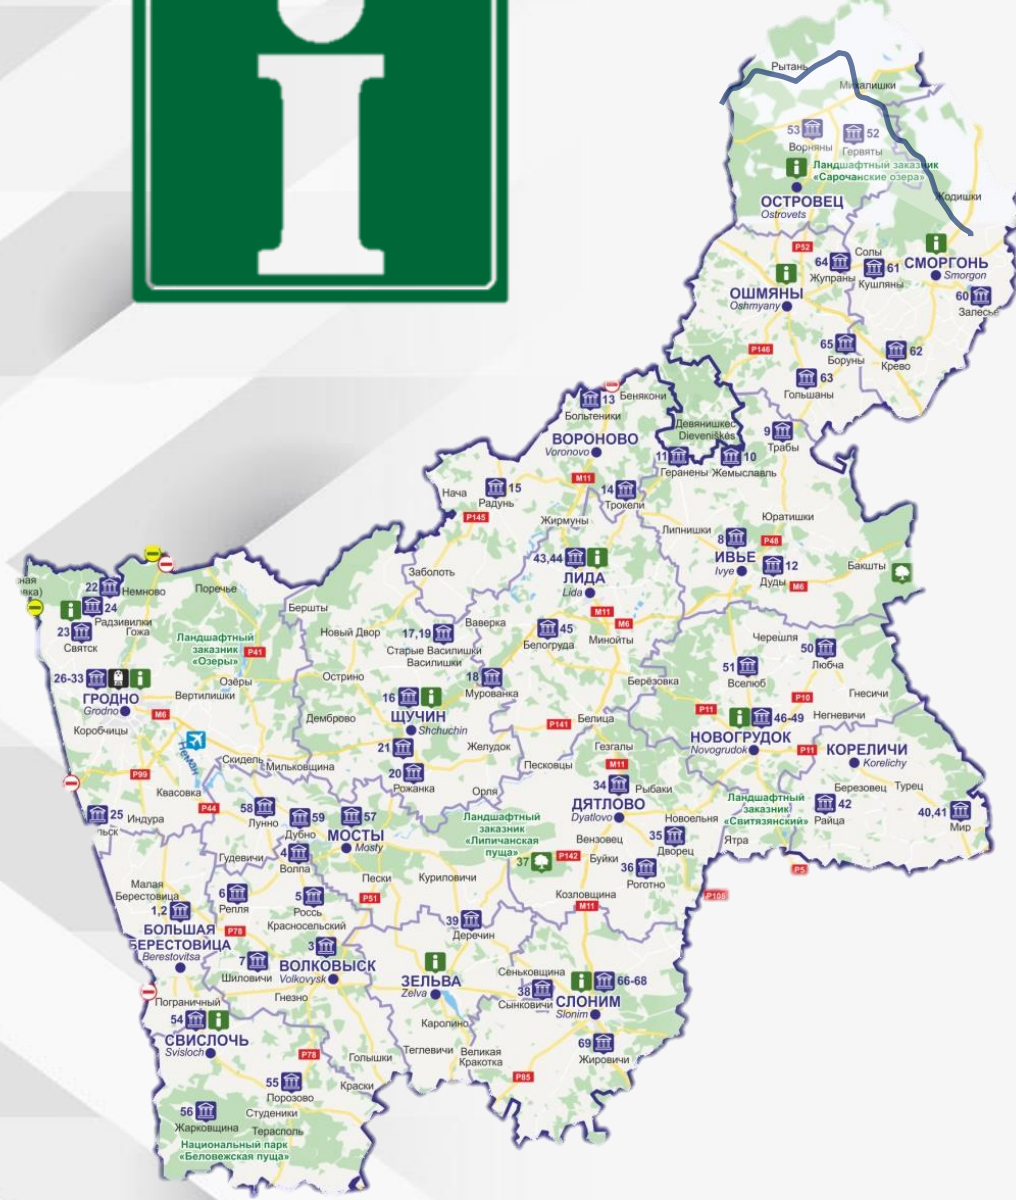 i
Рытань
Михалишки
53
52
Ворняны
Гервяты
Ландшафтный заказник
«Сарочанские озера»
Жодишки
ОСТРОВЕЦ
Ostrovets
P52
Солы
64
61
СМОРГОНЬ
Smorgon
Жупраны
Кушляны
ОШМЯНЫ
Oshmyany
60
Залесье
P146
65
Боруны
62
Крево
63
Гольшаны
13
Бенякони
Больтеники
Девянишкес
Dieveniškes
9
Трабы
ВОРОНОВО
Voronovo
11
Геранены
10
Жемыславль
M11
Нача
15
Радунь
14
Трокели
P145
Жирмуны
Юратишки
Липнишки
8
P48
ИВЬЕ
Ivye
12
Дуды
Бакшты
M6
43,44
ЛИДА
Lida
Заболоть
22
Немново
Поречье
24
Радзивилки
Гожа
23
Святск
Бершты
Ландшафтный
заказник
«Озеры»
P41
Новый Двор
17,19
Ваверка
Старые Василишки
Василишки
45
Белогруда
M11
M6
Минойты
Черешля
50
Любча
26-33
ГРОДНО
Grodno
Озёры
Вертилишки
Острино
18
Мурованка
Берёзовка
51
Вселюб
Гнесичи
P10
M6
Коробчицы
Демброво
16
ЩУЧИН
Shchuchin
P141
Белица
P11
46-49
Негневичи
НОВОГРУДОК
Novogrudok
P11
КОРЕЛИЧИ
Korelichy
Неман
21
Желудок
Гезгалы
Скидель
Мильковщина
Песковцы
M11
P99
Квасовка
20
Рожанка
Орля
34
Рыбаки
ДЯТЛОВО
Dyatlovo
Березовец
Турец
Ландшафтный
заказник
«Свитязянский»
42
Райца
40,41
Мир
P44
25
Индура
58
Лунно
59
Дубно
57
МОСТЫ
Mosty
Ландшафтный
заказник
«Липичанская
пуща»
Новоельня
35
Дворец
Ятра
Вензовец
Гудевичи
4
Волпа
37
P142
Буйки
36
Роготно
P5
Малая
Берестовица
Пески
Куриловичи
6
Репля
5
Россь
P51
Козловщина
M11
P108
1,2
БОЛЬШАЯ
БЕРЕСТОВИЦА
Berestovitsa
Красносельский
39
Деречин
P78
3
7
Шиловичи
ВОЛКОВЫСК
Volkovysk
ЗЕЛЬВА
Zelva
Сеньковщина
66-68
38
Сынковичи
СЛОНИМ
Slonim
Гнезно
Пограничный
54
СВИСЛОЧЬ
Svisloch
Каролино
69
Жировичи
P78
Голышки
Теглевичи
Великая
Кракотка
P85
55
Порозово
Краски
56
Жарковщина
Студеники
Терасполь
Национальный парк
«Беловежская пуща»